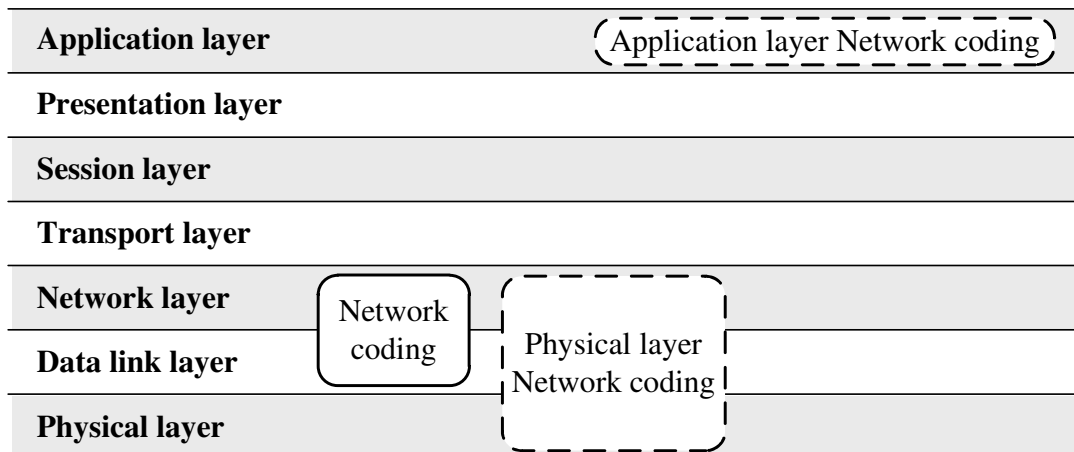 Application layer
Application layer Network coding
Presentation layer
Session layer
Transport layer
Network layer
Network
coding
Data link layer
Physical layer
Network coding
Physical layer